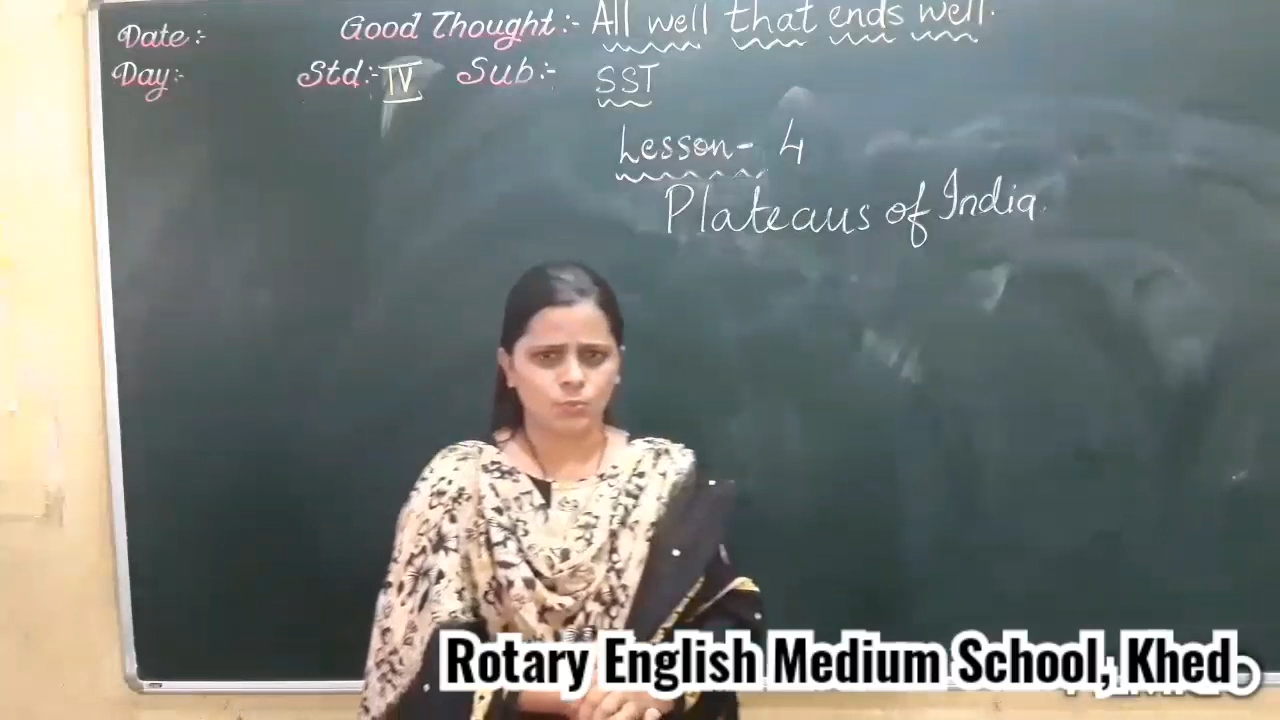 Date:- Good Thought:- All well that ends well.
Day:- Std:- IV Sub:- SST
Lesson- 4
Plateaus of India.
Rotary English Medium School, Khed